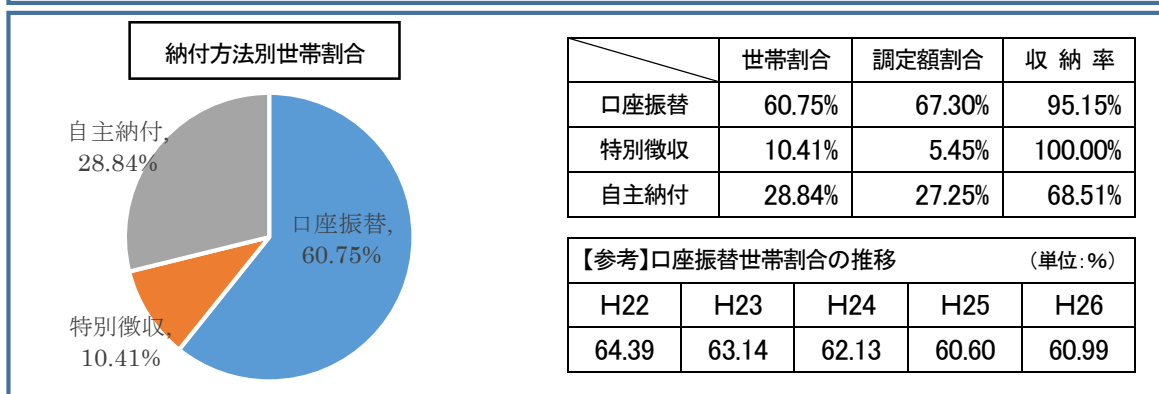 納付方法別世帯割合
自主納付,
28.84%
口座振替,
60.75%
特別徴収,
10.41%
世帯割合 調定額割合 収納率
口座振替 60.75% 67.30% 95.15%
特別徴収 10.41% 5.45% 100.00%
自主納付 28.84% 27.25% 68.51%
【参考】口座振替世帯割合の推移 (単位:%)
H22 H23 H24 H25 H26
64.39 63.14 62.13 60.60 60.99